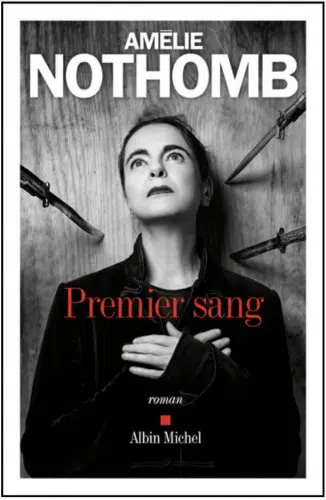 AMÉLIE
NOTHOMB
Premier sang
roman
Albin Michel